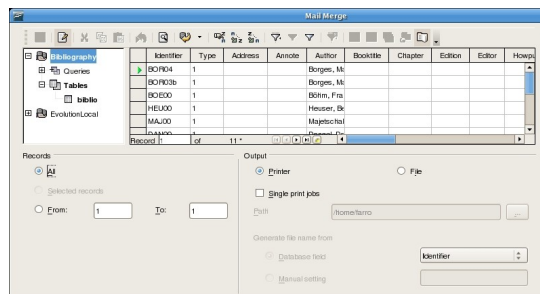 Mail Merge
Bibliography
Queries
Tables
biblio
EvolutionLocal
Identifier Type Address Annote Author Booktitle Chapter Edition Editor Howpu
BOR04 1 Borges, Ma
BOR03b 1 Borges, Ma
BOE00 1 Böhm, Fra
HEU00 1 Heuser, Be
MAJ00 1 Majetschal
Record 1 of 11 *
Records
All
Selected records
From: 1 To: 1
Output
Printer File
Single print jobs
Path /home/farro ...
Generate file name from
Database field Identifier
Manual setting